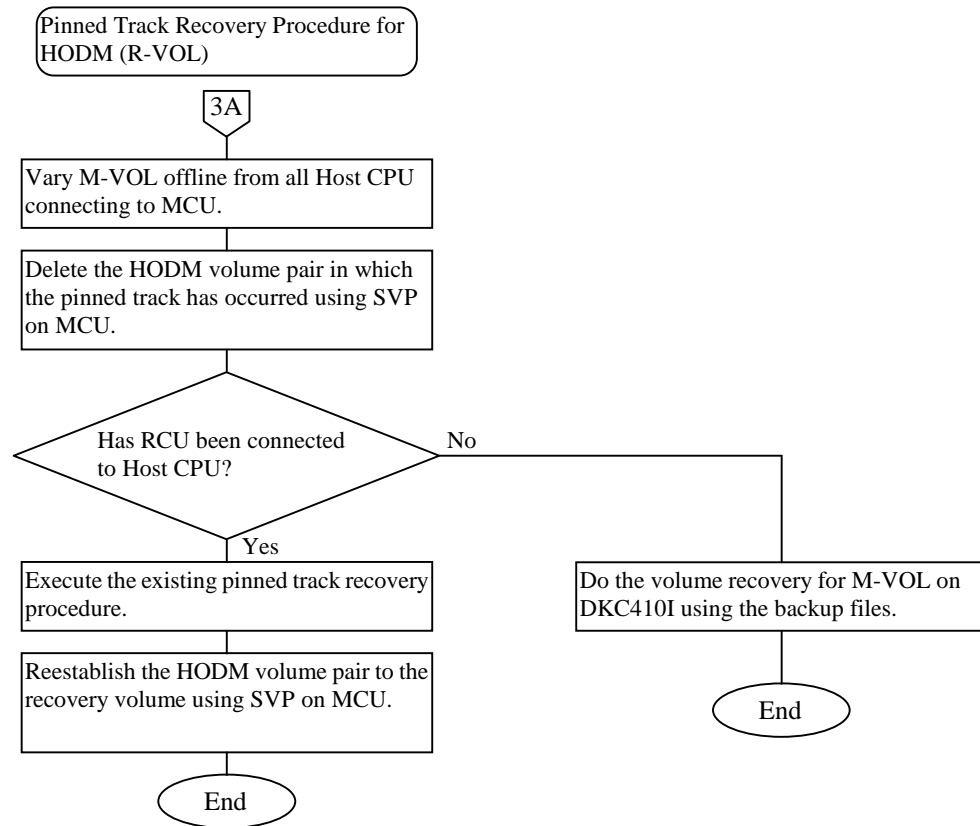 Pinned Track Recovery Procedure for
HODM (R-VOL)
3A
Vary M-VOL offline from all Host CPU
connecting to MCU.
Delete the HODM volume pair in which
the pinned track has occurred using SVP
on MCU.
Has RCU been connected
to Host CPU?
No
Yes
Execute the existing pinned track recovery
procedure.
Do the volume recovery for M-VOL on
DKC410I using the backup files.
Reestablish the HODM volume pair to the
recovery volume using SVP on MCU.
End
End